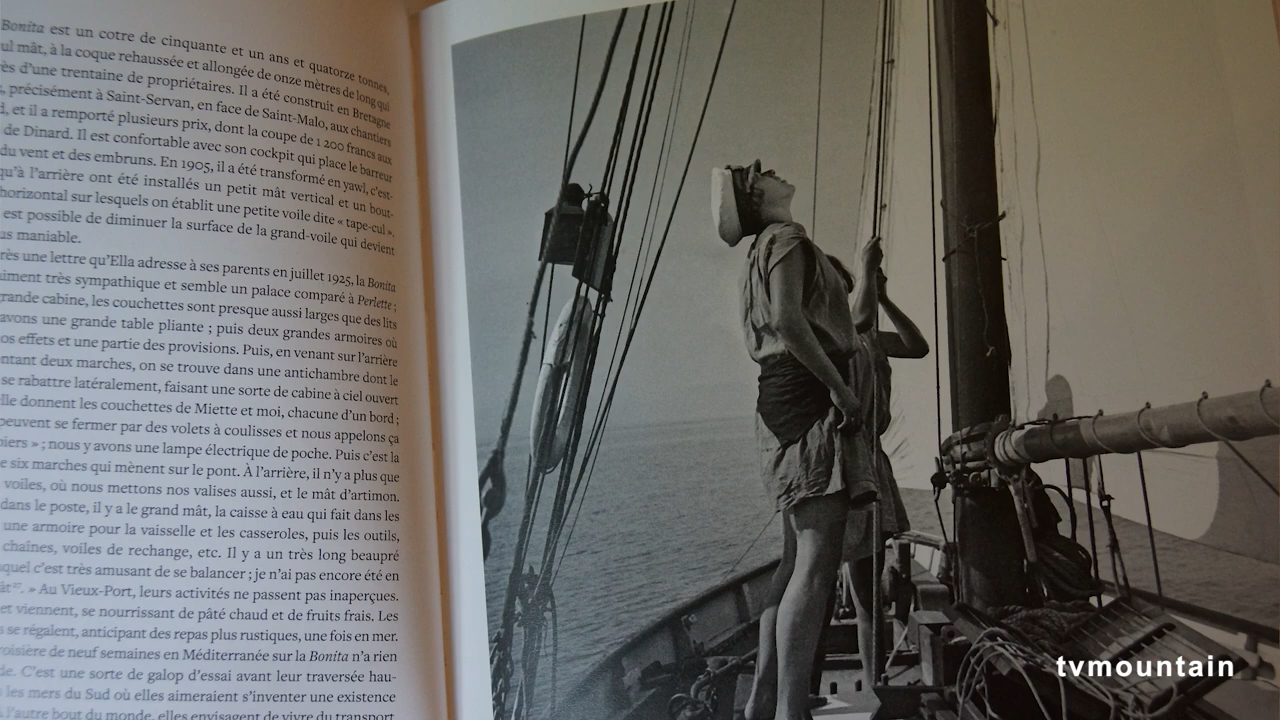 Bonita est un cotre de cinquante et un ans et quatorze tonnes,
mât, à la coque rehaussée et allongée de onze mètres de long qui
d'une trentaine de propriétaires. Il a été construit en Bretagne
précisément à Saint-Servan, en face de Saint-Malo, aux chantiers
et il a remporté plusieurs prix, dont la coupe de 1 200 francs aux
de Dinard. Il est confortable avec son cockpit qui place le barreur
du vent et des embruns. En 1905, il a été transformé en yawl, c'est-
qu'à l'arrière ont été installés un petit mât vertical et un bout-
horizontal sur lesquels on établit une petite voile dite « tape-cul ».
est possible de diminuer la surface de la grand-voile qui devient
maniable.
une lettre qu'Ella adresse à ses parents en juillet 1925, la Bonita
très sympathique et semble un palace comparé à Perlette ;
grande cabine, les couchettes sont presque aussi larges que des lits
avons une grande table pliante ; puis deux grandes armoires où
effets et une partie des provisions. Puis, en venant sur l'arrière
deux marches, on se trouve dans une antichambre dont le
se rabattre latéralement, faisant une sorte de cabine à ciel ouvert
elle donnent les couchettes de Miette et moi, chacune d'un bord ;
peuvent se fermer par des volets à coulisses et nous appelons ça
» ; nous y avons une lampe électrique de poche. Puis c'est la
six marches qui mènent sur le pont. À l'arrière, il n'y a plus que
voiles, où nous mettons nos valises aussi, et le mât d'artimon.
dans le poste, il y a le grand mât, la caisse à eau qui fait dans les
une armoire pour la vaisselle et les casseroles, puis les outils,
chaînes, voiles de rechange, etc. Il y a un très long beaupré
c'est très amusant de se balancer ; je n'ai pas encore été en
» Au Vieux-Port, leurs activités ne passent pas inaperçues.
et viennent, se nourrissant de pâté chaud et de fruits frais. Les
se régalent, anticipant des repas plus rustiques, une fois en mer.
de neuf semaines en Méditerranée sur la Bonita n'a rien
C'est une sorte de galop d'essai avant leur traversée hau-
les mers du Sud où elles aimeraient s'inventer une existence
l'autre bout du monde, elles envisagent de vivre du transport
tvmountain